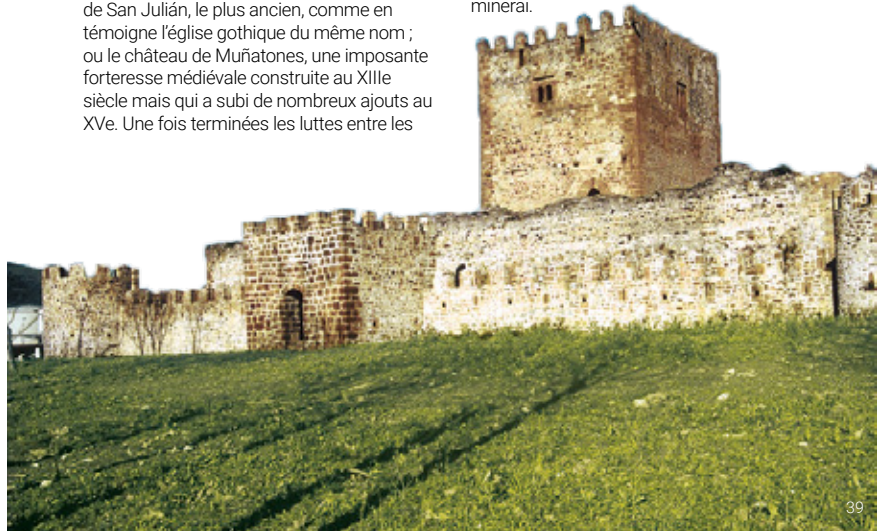 de San Julián, le plus ancien, comme en
témoigne l'église gothique du même nom ;
ou le château de Muñatones, une imposante
forteresse médiévale construite au XIIIe
siècle mais qui a subi de nombreux ajouts au
XVe. Une fois terminées les luttes entre les
minerai.
39